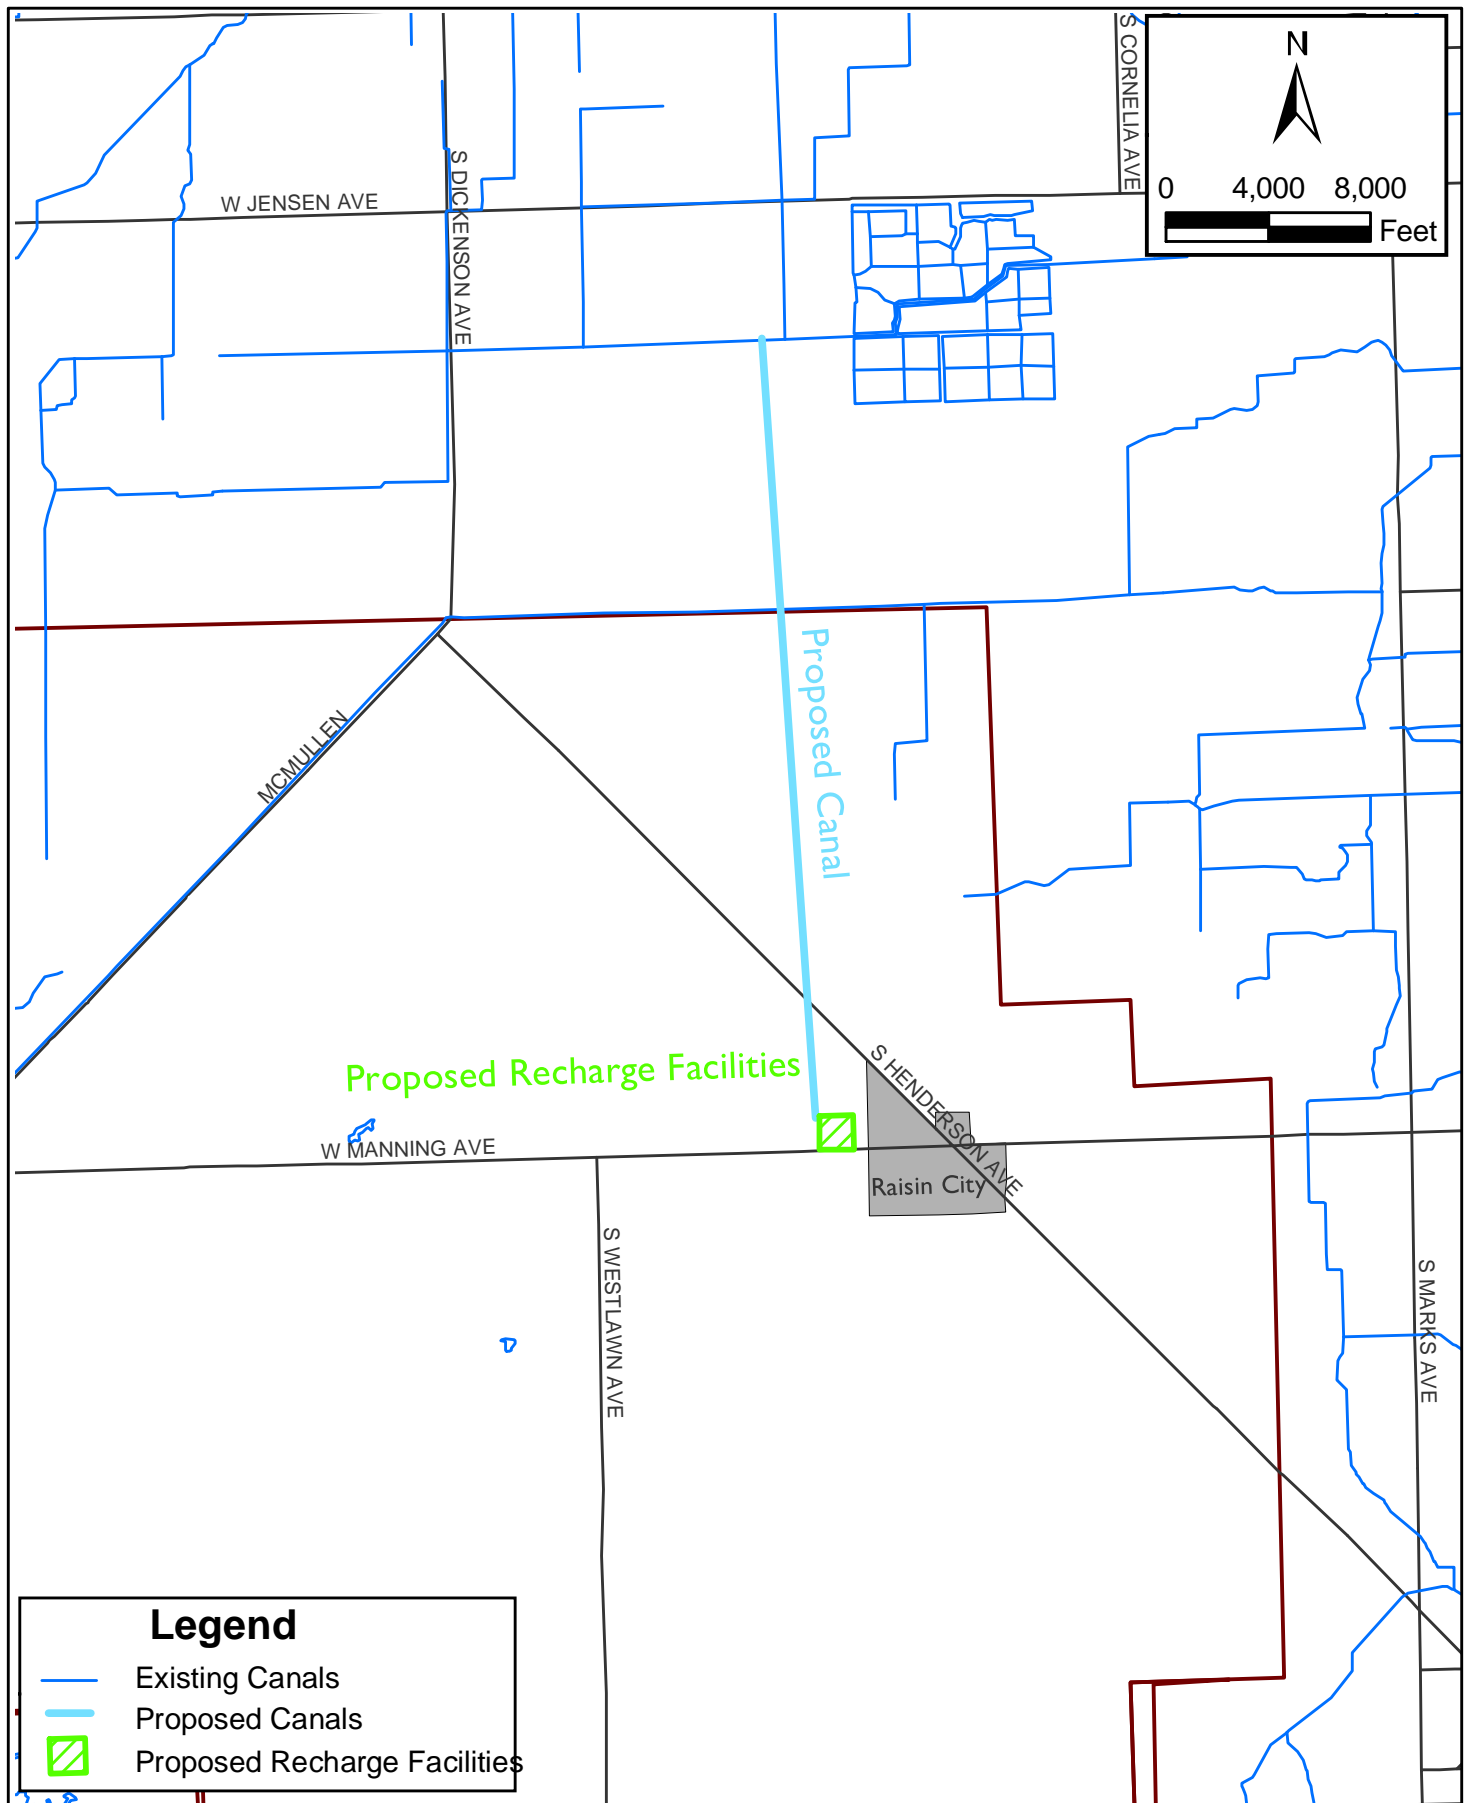 S CORNELIA AVE
N
0 4,000 8,000
Feet
S DICKENSON AVE
W JENSEN AVE
Proposed Canal
MCMULLEN
Proposed Recharge Facilities
S HENDERSON AVE
W MANNING AVE
Raisin City
S WESTLAWN AVE
S MARKS AVE
Legend
Existing Canals
Proposed Canals
Proposed Recharge Facilities